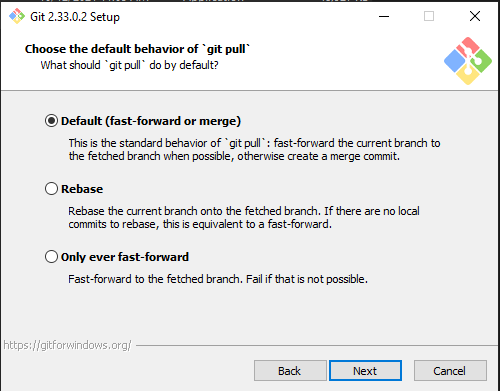 Git 2.33.0.2 Setup
Choose the default behavior of `git pull`
What should `git pull` do by default?
Default (fast-forward or merge)
This is the standard behavior of `git pull`: fast-forward the current branch to
the fetched branch when possible, otherwise create a merge commit.
Rebase
Rebase the current branch onto the fetched branch. If there are no local
commits to rebase, this is equivalent to a fast-forward.
Only ever fast-forward
Fast-forward to the fetched branch. Fail if that is not possible.
https://gitforwindows.org/
Back
Next
Cancel